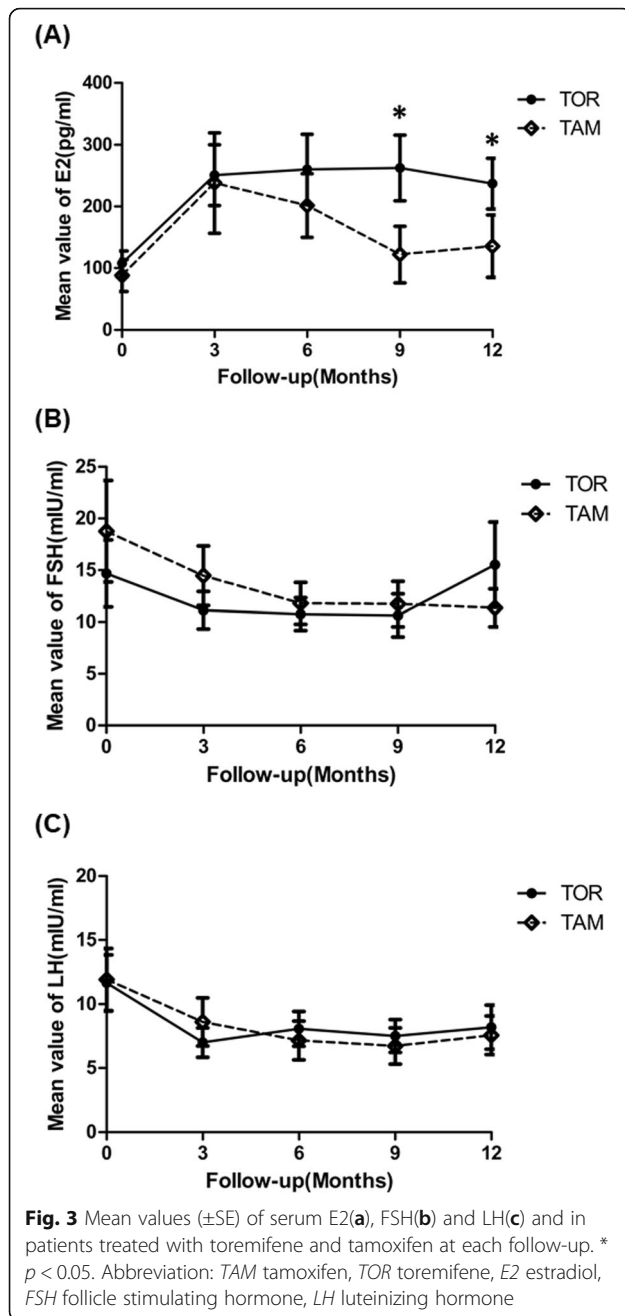 (A)
Mean value of E2(pg/ml)
400
300
200
100
0
0 3 6 9 12
Follow-up(Months)
* *
TOR
TAM
(B)
Mean value of FSH(mIU/ml)
25
20
15
10
5
0
0 3 6 9 12
Follow-up(Months)
TOR
TAM
(C)
Mean value of LH(mIU/ml)
20
15
10
5
0
0 3 6 9 12
Follow-up(Months)
TOR
TAM
Fig. 3 Mean values (±SE) of serum E2(a), FSH(b) and LH(c) and in
patients treated with toremifene and tamoxifen at each follow-up. *
p < 0.05. Abbreviation: TAM tamoxifen, TOR toremifene, E2 estradiol,
FSH follicle stimulating hormone, LH luteinizing hormone